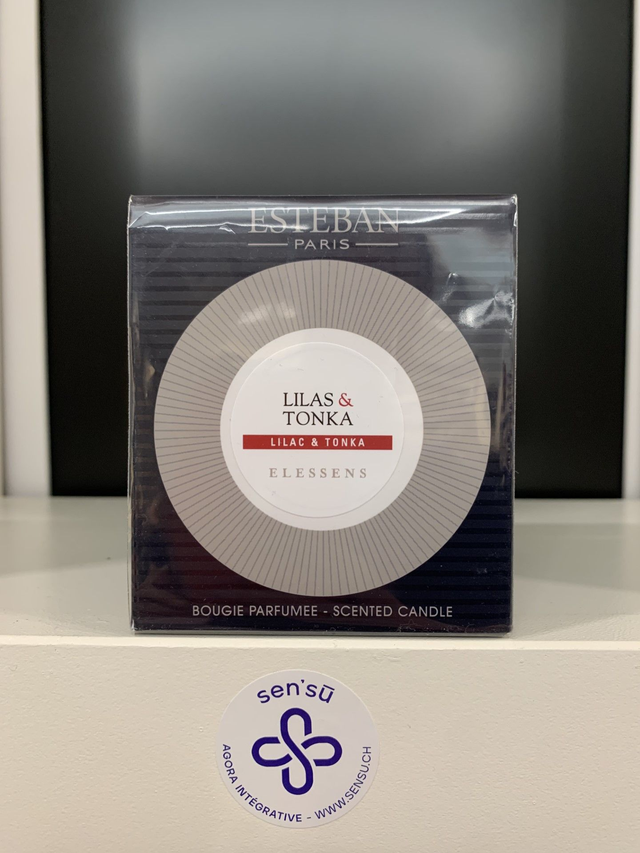 ESTEBAN
PARIS
LILAS &
TONKA
LILAC & TONKA
ELESSENS
BOUGIE PARFUMEE - SCENTED CANDLE
sen'sū
AGORA INTÉGRATIVE - WWW.SENSU.CH